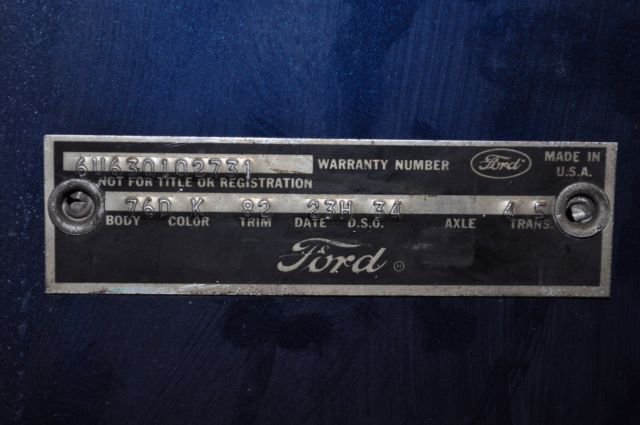 6U63Q102731 WARRANTY NUMBER Ford MADE IN U.S.A.
NOT FOR TITLE OR REGISTRATION
76D K 82 23H 34 4 5
BODY COLOR TRIM DATE D.S.O. AXLE TRANS.
Ford